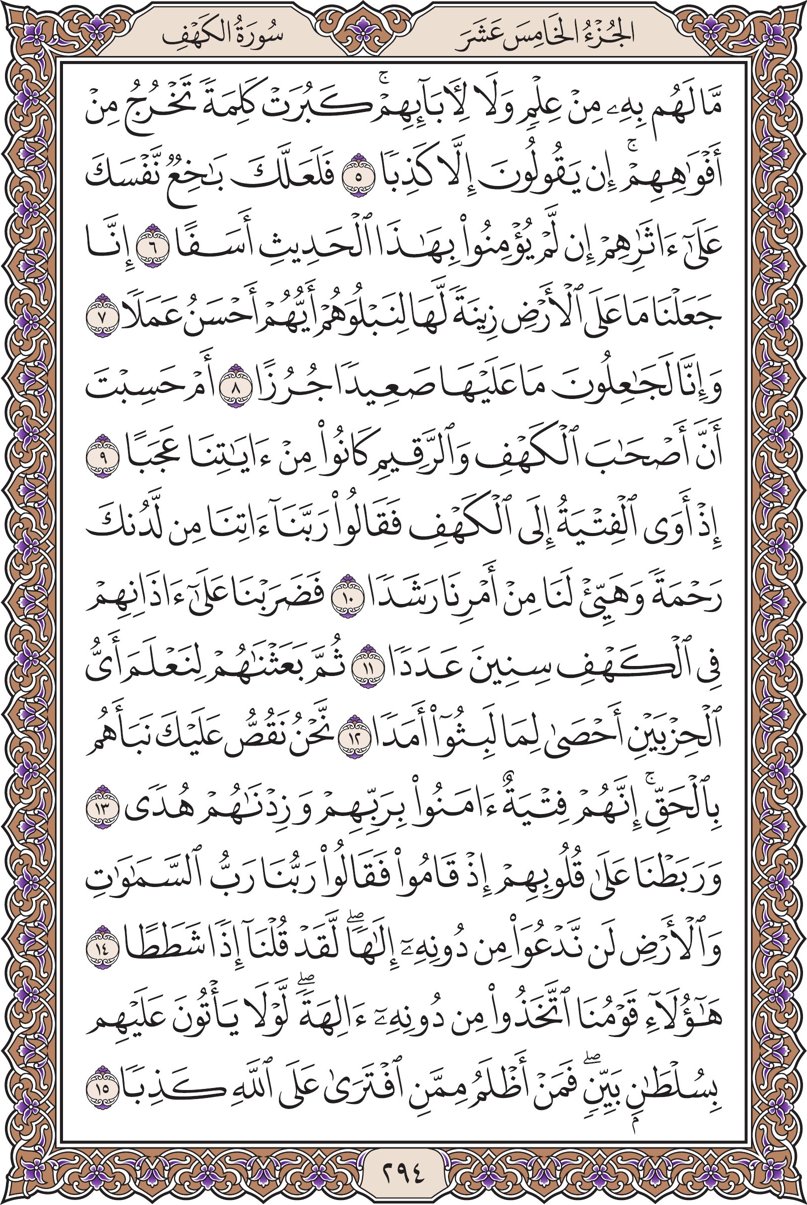 الجُزْءُ الخَامِسَ عَشَرَ
سُورَةُ الكَهْفِ
مَّا لَهُم بِهِۦ مِنْ عِلْمٍ وَلَا لِأٓبَآئِهِمْۚ كَبُرَتْ كَلِمَةً تَخْرُجُ مِنْ
أَفْوَٰهِهِمْۚ إِن يَقُولُونَ إِلَّا كَذِبًا ٥ فَلَعَلَّكَ بَٰخِعٌ نَّفْسَكَ
عَلَىٰٓ ءَاثَٰرِهِمْ إِن لَّمْ يُؤْمِنُوا۟ بِهَٰذَا ٱلْحَدِيثِ أَسَفًا ٦ إِنَّا
جَعَلْنَا مَا عَلَى ٱلْأَرْضِ زِينَةً لَّهَا لِنَبْلُوَهُمْ أَيُّهُمْ أَحْسَنُ عَمَلًا ٧
وَإِنَّا لَجَٰعِلُونَ مَا عَلَيْهَا صَعِيدًا جُرُزًا ٨ أَمْ حَسِبْتَ
أَنَّ أَصْحَٰبَ ٱلْكَهْفِ وَٱلرَّقِيمِ كَانُوا۟ مِنْ ءَايَٰتِنَا عَجَبًا ٩
إِذْ أَوَى ٱلْفِتْيَةُ إِلَى ٱلْكَهْفِ فَقَالُوا۟ رَبَّنَآ ءَاتِنَا مِن لَّدُنكَ
رَحْمَةً وَهَيِّئْ لَنَا مِنْ أَمْرِنَا رَشَدًا ١٠ فَضَرَبْنَا عَلَىٰٓ ءَاذَانِهِمْ
فِى ٱلْكَهْفِ سِنِينَ عَدَدًا ١١ ثُمَّ بَعَثْنَٰهُمْ لِنَعْلَمَ أَىُّ
ٱلْحِزْبَيْنِ أَحْصَىٰ لِمَا لَبِثُوٓا۟ أَمَدًا ١٢ نَّحْنُ نَقُصُّ عَلَيْكَ نَبَأَهُم
بِٱلْحَقِّۚ إِنَّهُمْ فِتْيَةٌ ءَامَنُوا۟ بِرَبِّهِمْ وَزِدْنَٰهُمْ هُدًى ١٣
وَرَبَطْنَا عَلَىٰ قُلُوبِهِمْ إِذْ قَامُوا۟ فَقَالُوا۟ رَبُّنَا رَبُّ ٱلسَّمَٰوَٰتِ
وَٱلْأَرْضِ لَن نَّدْعُوَا۟ مِن دُونِهِۦٓ إِلَٰهًاۖ لَّقَدْ قُلْنَآ إِذًا شَطَطًا ١٤
هَٰٓؤُلَآءِ قَوْمُنَا ٱتَّخَذُوا۟ مِن دُونِهِۦٓ ءَالِهَةًۖ لَّوْلَا يَأْتُونَ عَلَيْهِم
بِسُلْطَٰنٍۭ بَيِّنٍۖ فَمَنْ أَظْلَمُ مِمَّنِ ٱفْتَرَىٰ عَلَى ٱللَّهِ كَذِبًا ١٥
٢٩٤